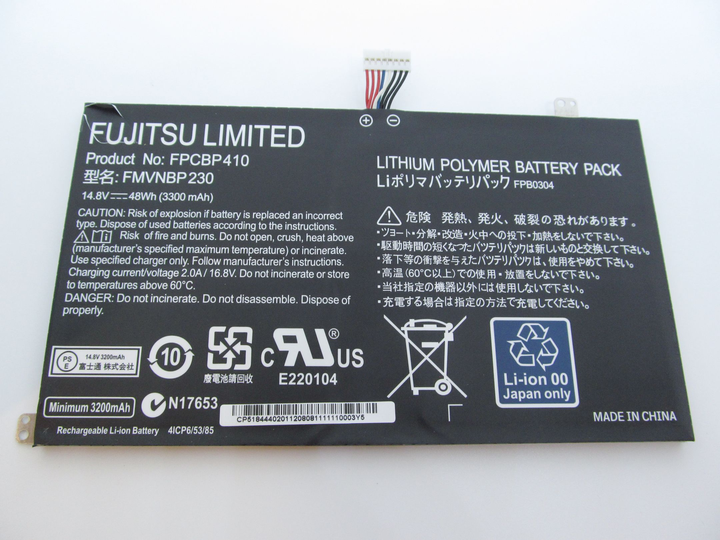 FUJITSU LIMITED
Product No: FPCBP410
型名: FMVNBP230
14.8V⎓48Wh (3300 mAh)
CAUTION: Risk of explosion if battery is replaced an incorrect
type. Dispose of used batteries according to the instructions.
Risk of fire and burns. Do not open, crush, heat above
(manufacturer's specified maximum temperature) or incinerate.
Use specified charger only. Follow manufacturer's instructions.
Charging current/voltage 2.0A / 16.8V. Do not incinerate or store
to temperatures above 60°C.
DANGER: Do not incinerate. Do not disassemble. Dispose of
properly.
PS
E
14.8V 3200mAh
富士通 株式会社
10
廢電池請回收
c RU ® US
E220104
Minimum 3200mAh
N17653
CP51844402011208081111110003Y5
Rechargeable Li-ion Battery 4ICP6/53/85
+ −
LITHIUM POLYMER BATTERY PACK
Liポリマバッテリパック FPB0304
危険 発熱、発火、破裂の恐れがあります。
・ショート・分解・改造・火中への投下・加熱をしないでください。
・駆動時間の短くなったバッテリパックは新しいものと交換して下さい。
・落下等の衝撃を与えたバッテリパックは、使用をやめて下さい。
・高温(60°C以上)での使用・放置をしないで下さい。
・当社指定の機器以外には使用しないで下さい。
・充電する場合は指定の方法で充電してください。
Li-ion 00
Japan only
MADE IN CHINA